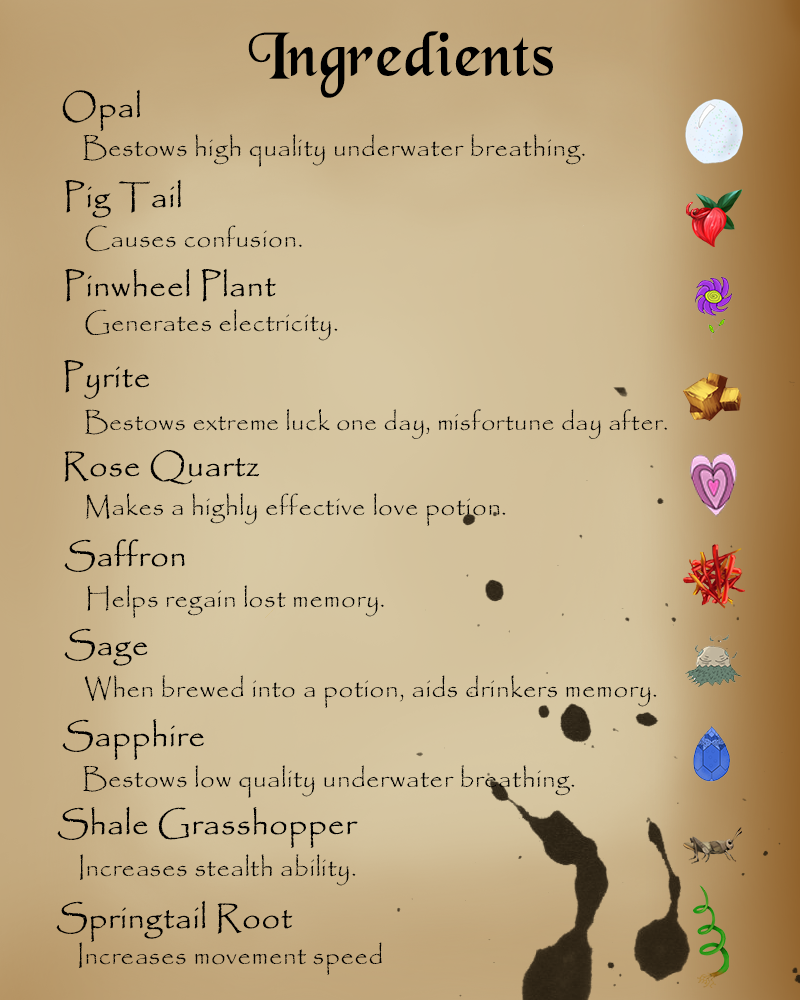 Ingredients
Opal
Bestows high quality underwater breathing.
Pig Tail
Causes confusion.
Pinwheel Plant
Generates electricity.
Pyrite
Bestows extreme luck one day, misfortune day after.
Rose Quartz
Makes a highly effective love potion.
Saffron
Helps regain lost memory.
Sage
When brewed into a potion, aids drinkers memory.
Sapphire
Bestows low quality underwater breathing.
Shale Grasshopper
Increases stealth ability.
Springtail Root
Increases movement speed